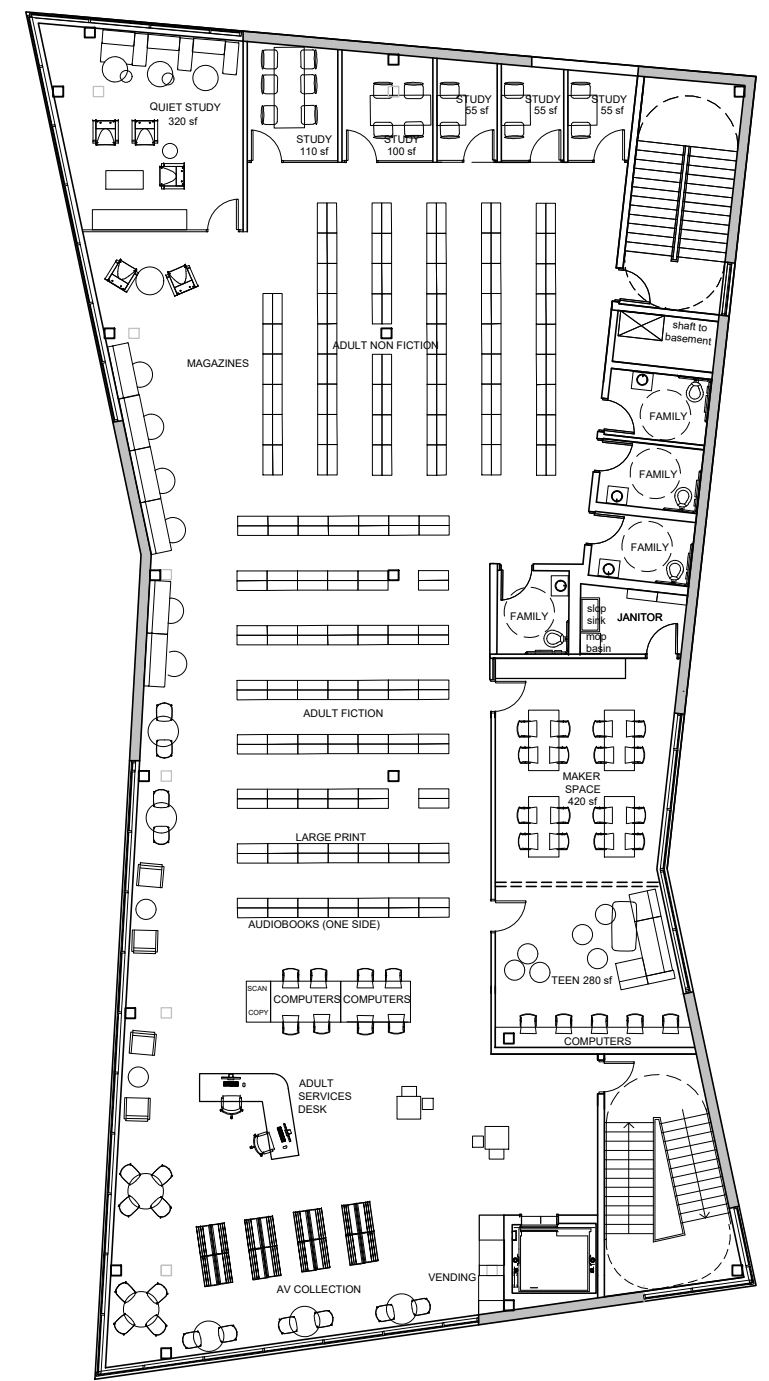 QUIET STUDY
320 sf
STUDY
110 sf
STUDY
100 sf
STUDY
55 sf
STUDY
55 sf
STUDY
55 sf
shaft to
basement
ADULT NON FICTION
MAGAZINES
FAMILY
FAMILY
FAMILY
FAMILY
slop
sink
mop
basin
JANITOR
ADULT FICTION
MAKER
SPACE
420 sf
LARGE PRINT
AUDIOBOOKS (ONE SIDE)
TEEN 280 sf
SCAN
COPY
COMPUTERS
COMPUTERS
COMPUTERS
ADULT
SERVICES
DESK
VENDING
AV COLLECTION